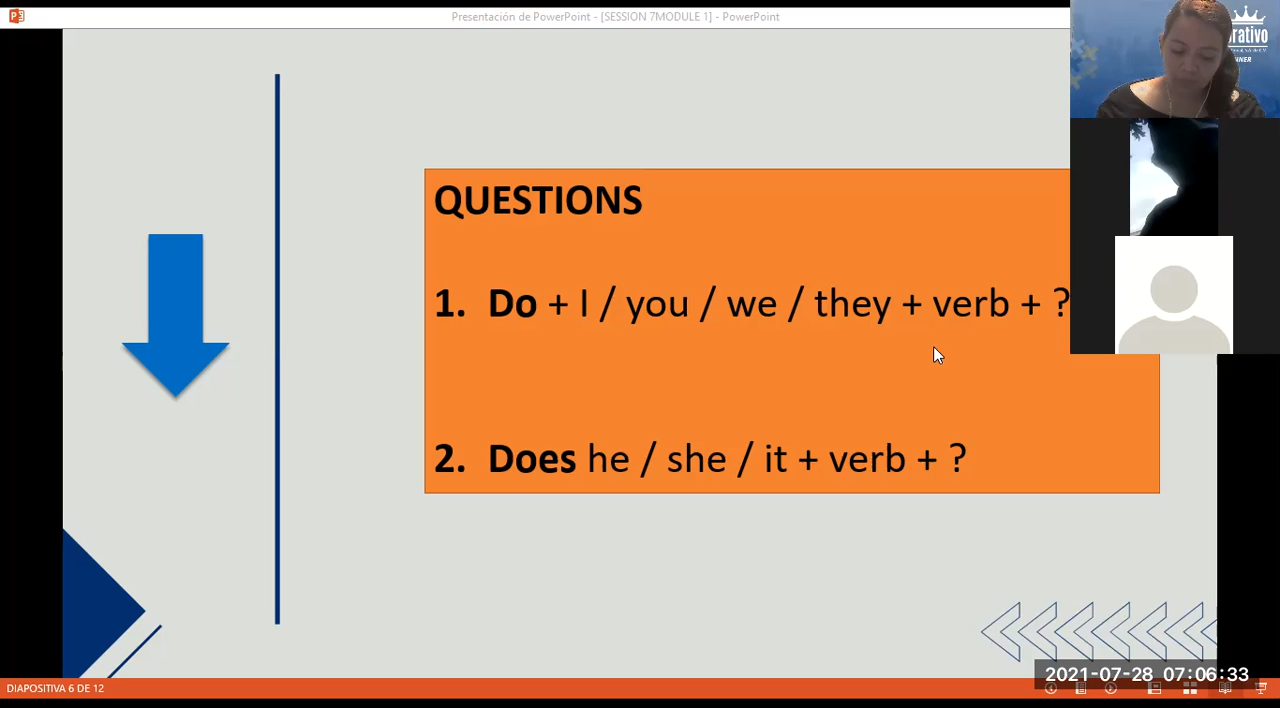 Presentación de PowerPoint - [SESSION 7MODULE 1] - PowerPoint
rativo
NNER
QUESTIONS
1. Do + I / you / we / they + verb + ?
2. Does he / she / it + verb + ?
2021-07-28 07:06:33
DIAPOSITIVA 6 DE 12